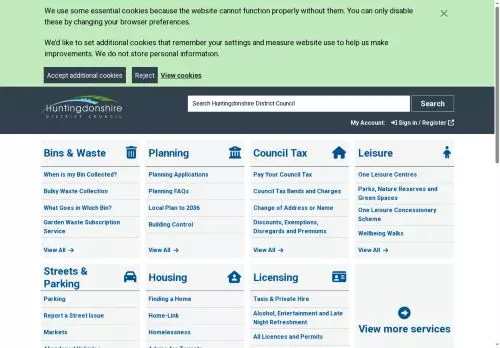 We use some essential cookies because the website cannot function properly without them. You can only disable
these by changing your browser preferences.
We'd like to set additional cookies that remember your settings and measure website use to help us make
improvements. We do not store personal information.
Accept additional cookies
Reject
View cookies
Huntingdonshire
DISTRICT COUNCIL
Search Huntingdonshire District Council
Search
My Account:
Sign in / Register
Bins & Waste
When is my Bin Collected?
Bulky Waste Collection
What Goes in Which Bin?
Garden Waste Subscription
Service
View All
Planning
Planning Applications
Planning FAQs
Local Plan to 2036
Building Control
View All
Council Tax
Pay Your Council Tax
Council Tax Bands and Charges
Change of Address or Name
Discounts, Exemptions,
Disregards and Premiums
View All
Leisure
One Leisure Centres
Parks, Nature Reserves and
Green Spaces
One Leisure Concessionary
Scheme
Wellbeing Walks
View All
Streets &
Parking
Parking
Report a Street Issue
Markets
Housing
Finding a Home
Home-Link
Homelessness
Licensing
Taxis & Private Hire
Alcohol, Entertainment and Late
Night Refreshment
All Licences and Permits
View more services